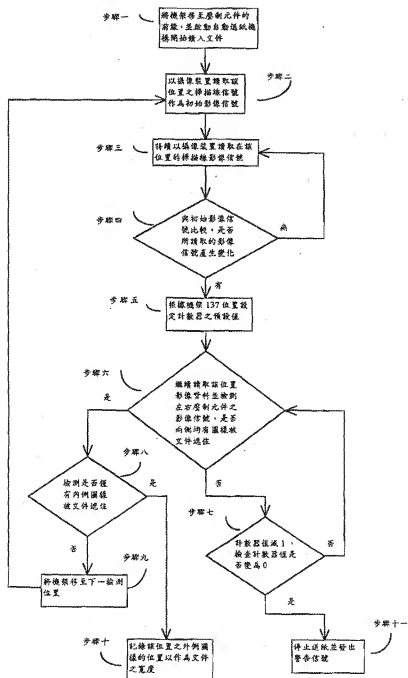 步驟一
將機架移至壓制元件的
前緣，並啟動自動送紙機
構開始饋入文件
步驟二
以攝像裝置讀取該
位置之掃描線信號
作為初始影像信號
步驟三
持續以攝像裝置讀取在該
位置的掃描線影像信號
步驟四
與初始影像信
號比較，是否
所讀取的影像
信號產生變化
無
有
步驟五
根據機架137位置設
定計數器之預設值
步驟六
繼續讀取該位置
影像資料並檢測
左右壓制元件之
影像信號，是否
兩側均有圖樣被
文件遮住
是
否
步驟八
檢測是否僅
有內側圖樣
被文件遮住
是
否
步驟七
計數器值減1，
檢查計數器值是
否變為0
否
是
步驟九
將機架移至下一檢測
位置
步驟十
記錄該位置之外側圖
樣的位置以作為文件
之寬度
步驟十一
停止送紙並發出
警告信號